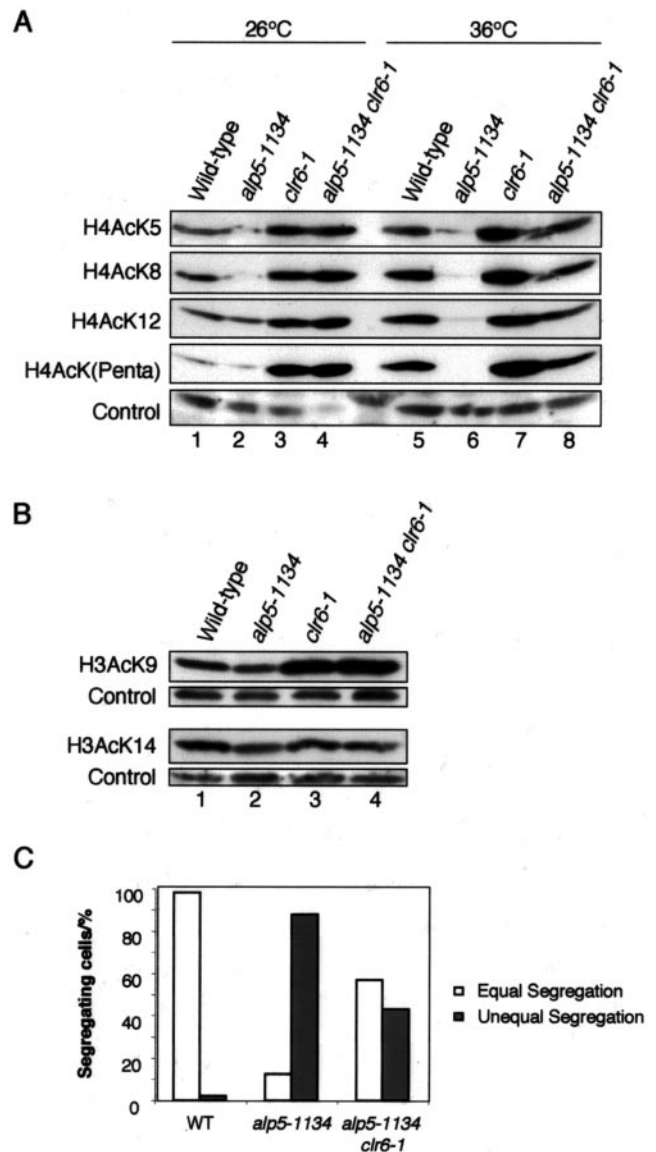 A
26°C 36°C
Wild-type alp5-1134 clr6-1 alp5-1134 clr6-1 Wild-type alp5-1134 clr6-1 alp5-1134 clr6-1
H4AcK5
H4AcK8
H4AcK12
H4AcK(Penta)
Control
1 2 3 4 5 6 7 8
B
Wild-type alp5-1134 clr6-1 alp5-1134 clr6-1
H3AcK9
Control
H3AcK14
Control
1 2 3 4
C
Segregating cells/%
100
80
60
40
20
0
Equal Segregation
Unequal Segregation
WT alp5-1134 alp5-1134
clr6-1